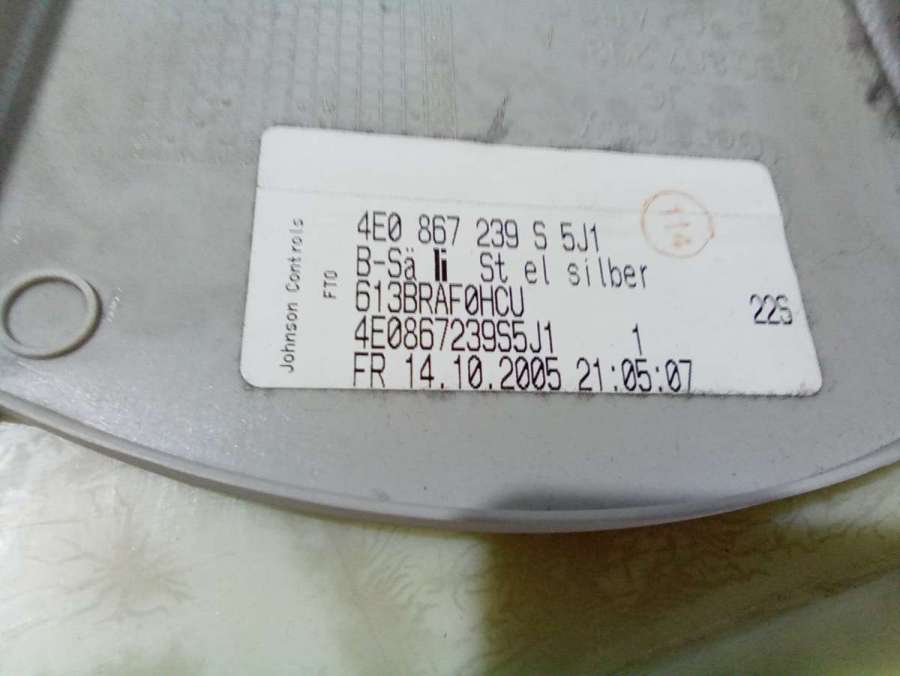 4E0 867 239 S 5J1
B-Sä li St el silber
613BRAF0HCU
22S
4E0867239S5J1 1
FR 14.10.2005 21:05:07
Johnson Controls
FTO